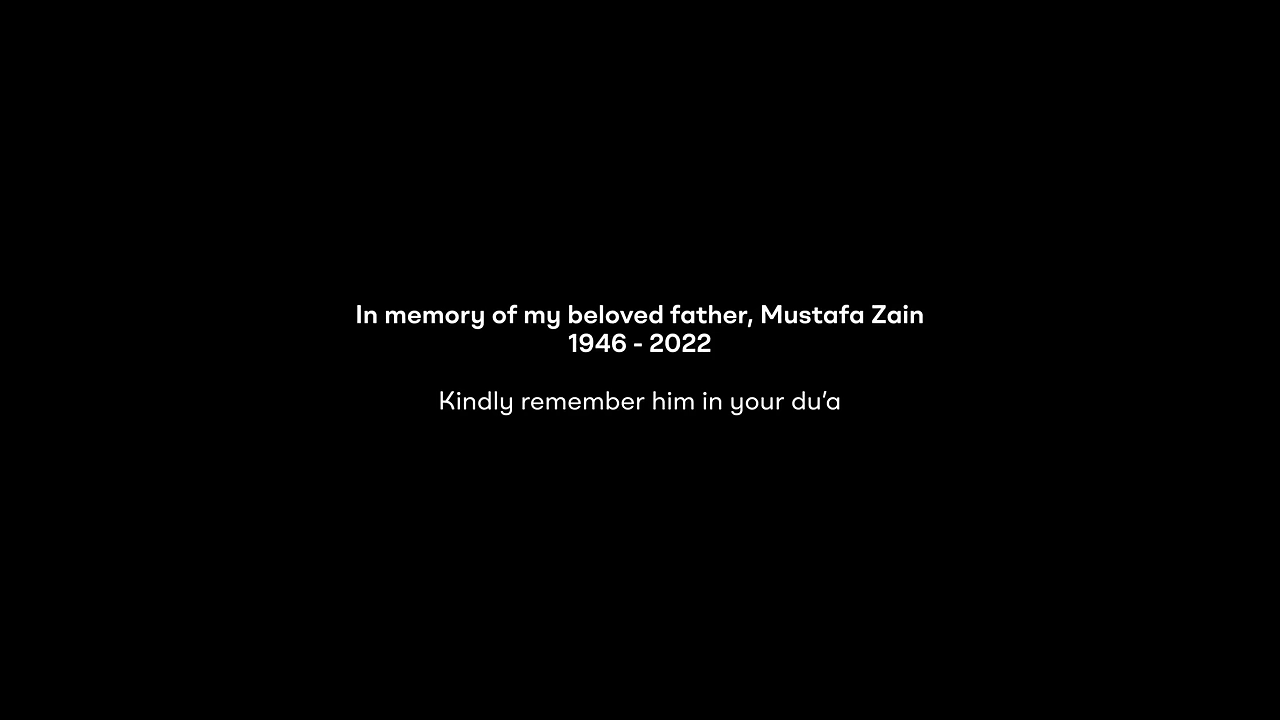 In memory of my beloved father, Mustafa Zain
1946 - 2022
Kindly remember him in your du’a